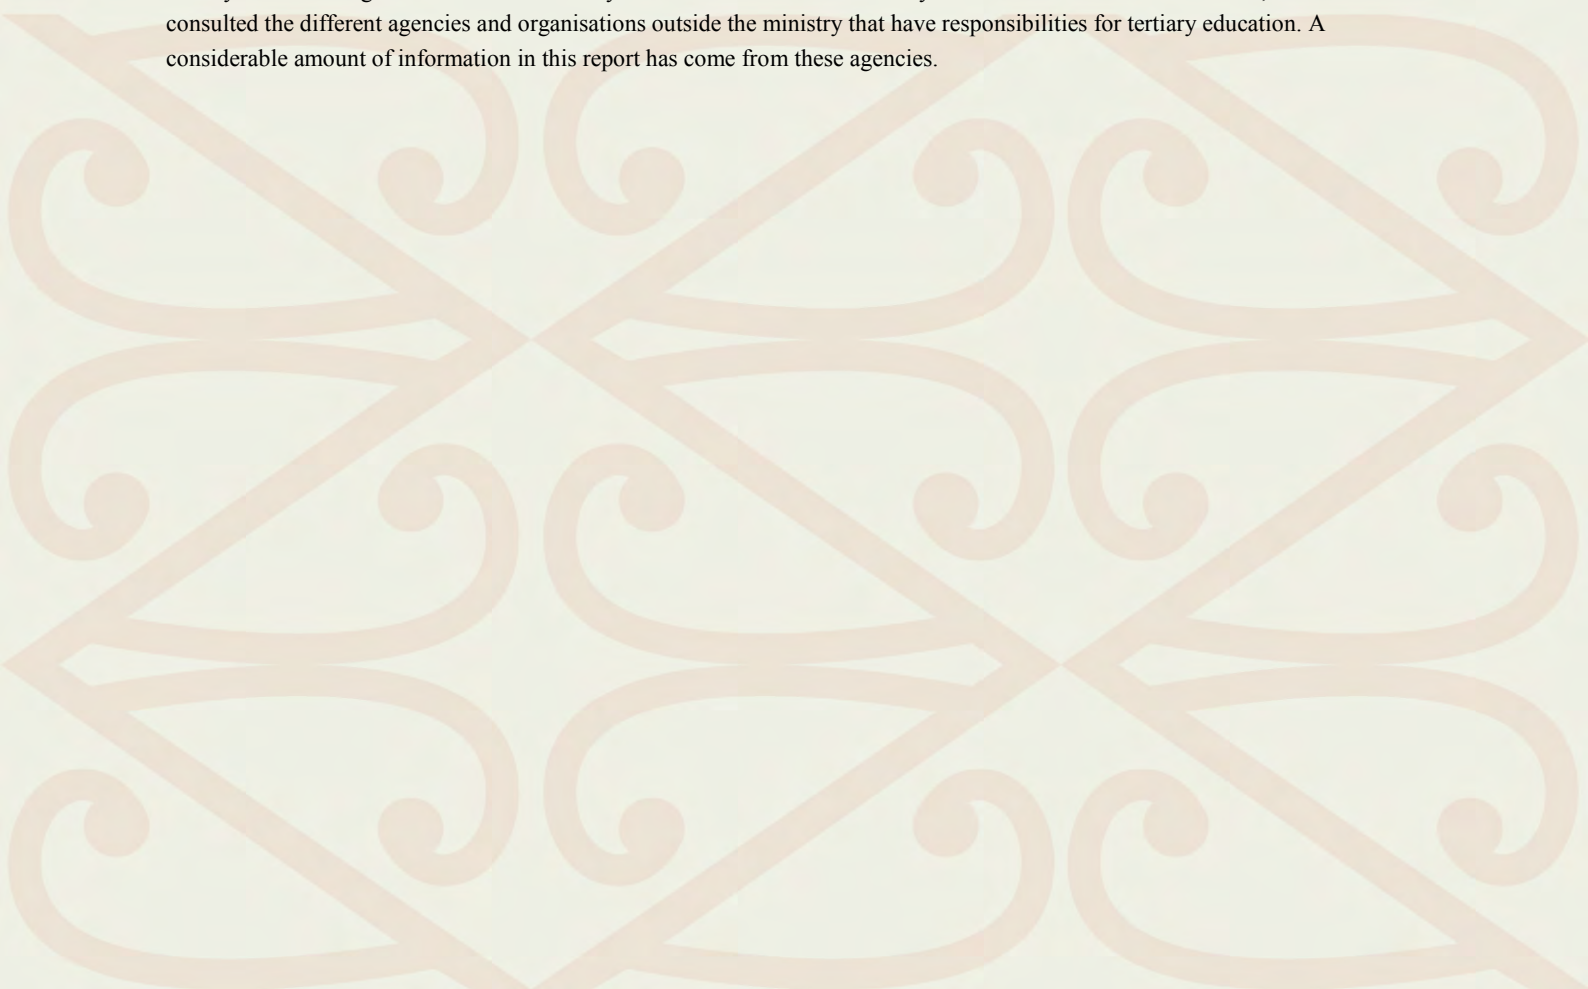 consulted the different agencies and organisations outside the ministry that have responsibilities for tertiary education. A
considerable amount of information in this report has come from these agencies.